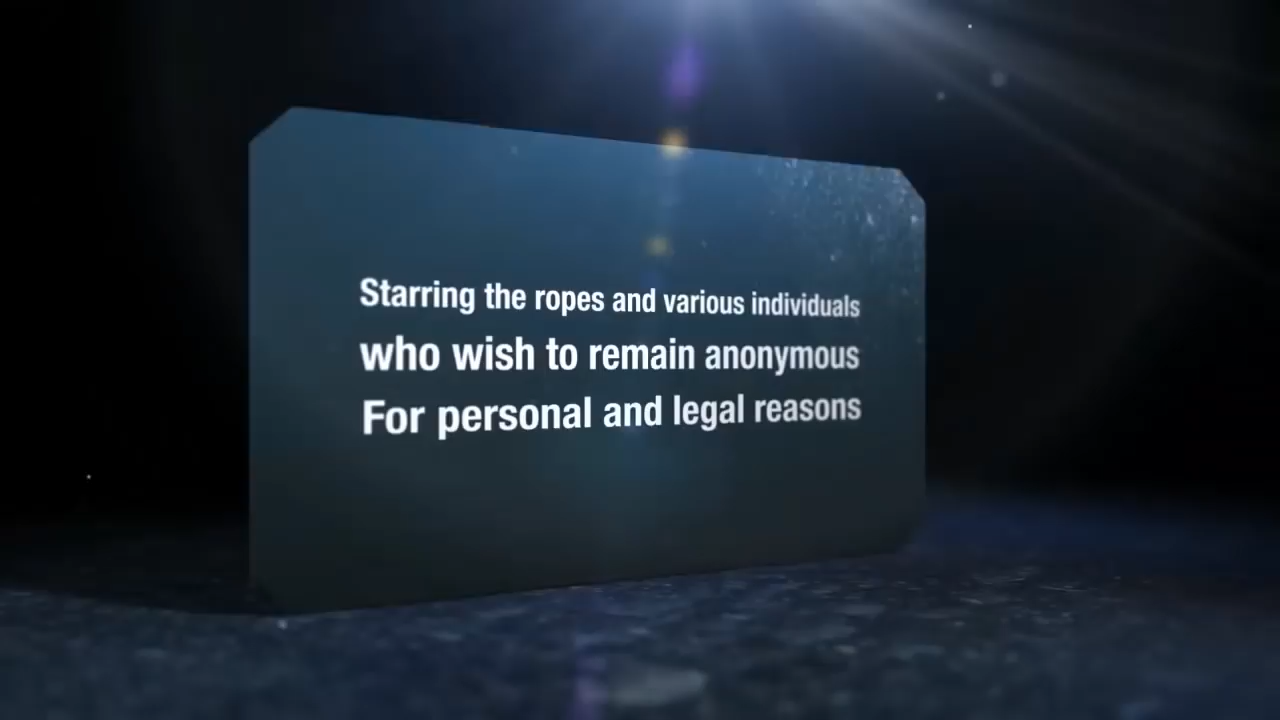 Starring the ropes and various individuals
who wish to remain anonymous
For personal and legal reasons